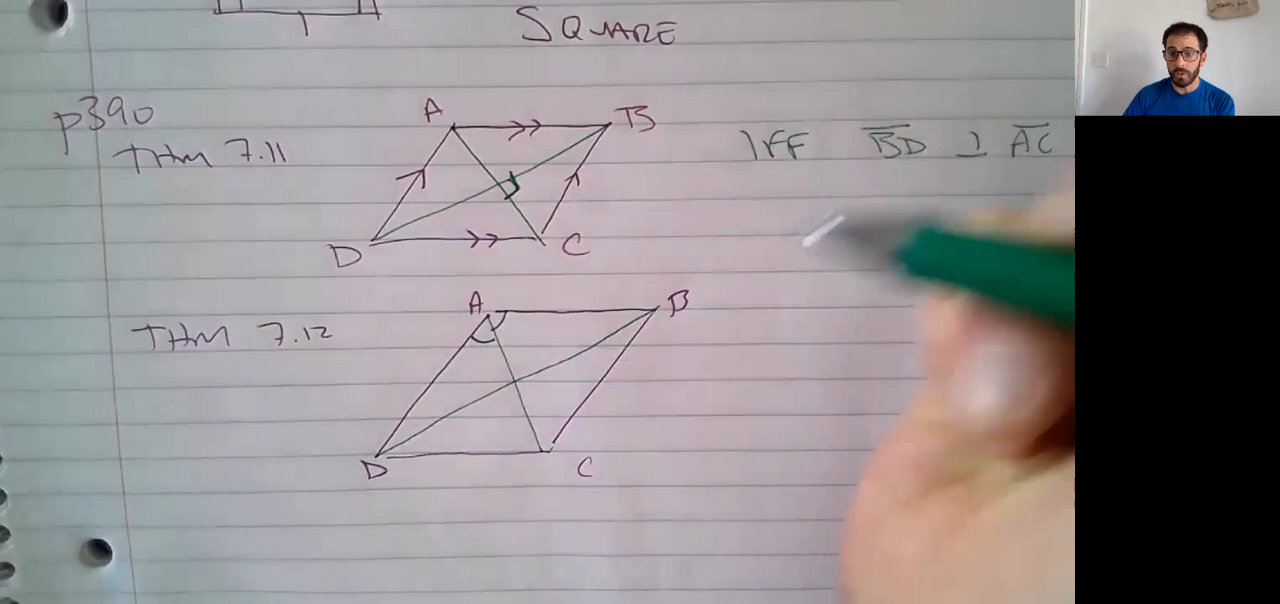 SQUARE
p390
THM 7.11
A B
IFF BD ⊥ AC
D C
THM 7.12
A B
D C